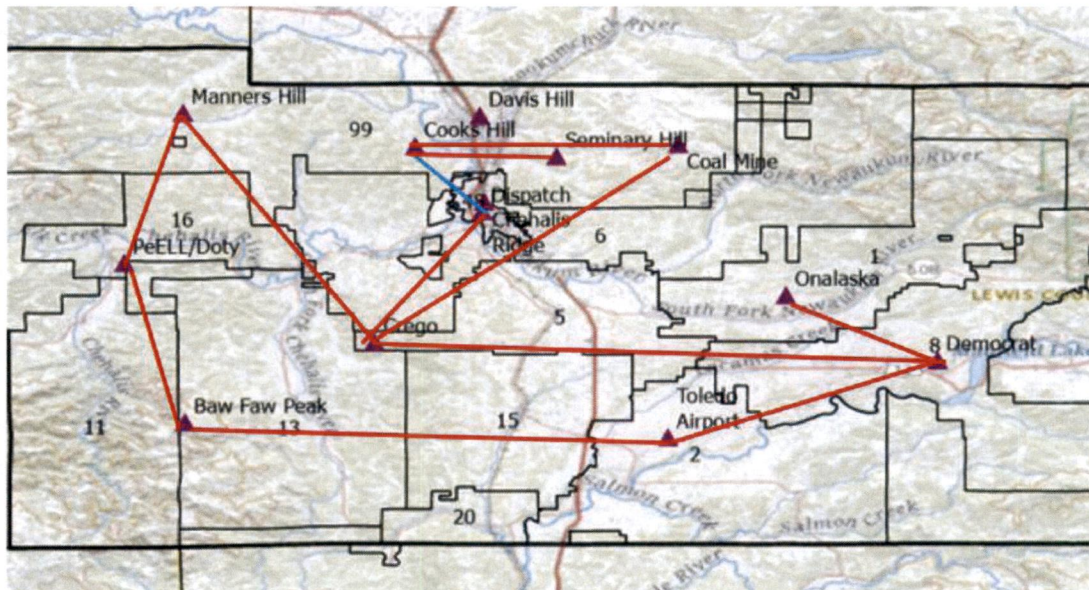 Manners Hill
Davis Hill
99
Cooks Hill
Seminary Hill
Coal Mine
Dispatch
Chehalis
Ridge
16
6
1
PeELL/Doty
Onalaska
508
South Fork Newaukum River
LEWIS COU
5
Crego
8 Democrat
Toledo
Airport
Baw Faw Peak
11
13
15
2
Chehalis River
Salmon Creek
20
Salmon Creek